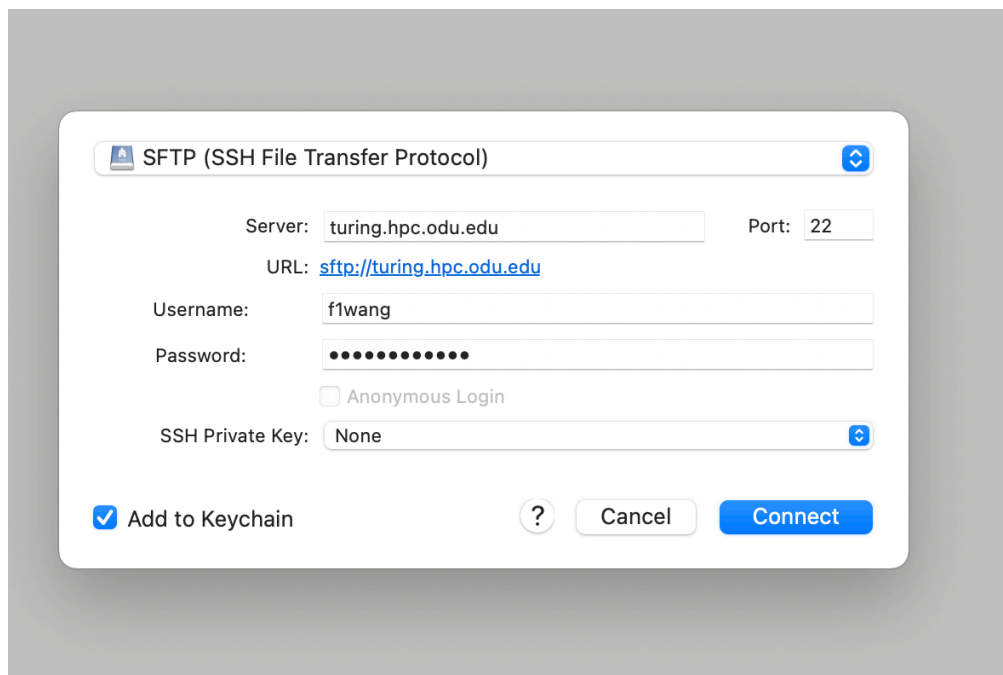 SFTP (SSH File Transfer Protocol)
Server: turing.hpc.odu.edu Port: 22
URL: sftp://turing.hpc.odu.edu
Username: f1wang
Password: ••••••••••••
Anonymous Login
SSH Private Key: None
Add to Keychain ? Cancel Connect